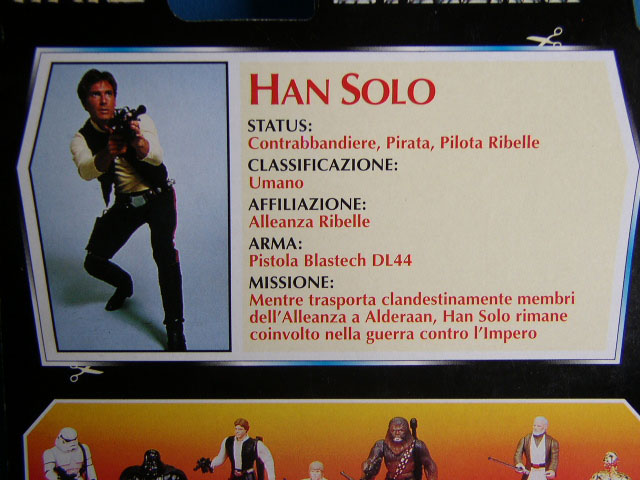 HAN SOLO
STATUS:
Contrabbandiere, Pirata, Pilota Ribelle
CLASSIFICAZIONE:
Umano
AFFILIAZIONE:
Alleanza Ribelle
ARMA:
Pistola Blastech DL44
MISSIONE:
Mentre trasporta clandestinamente membri
dell'Alleanza a Alderaan, Han Solo rimane
coinvolto nella guerra contro l'Impero